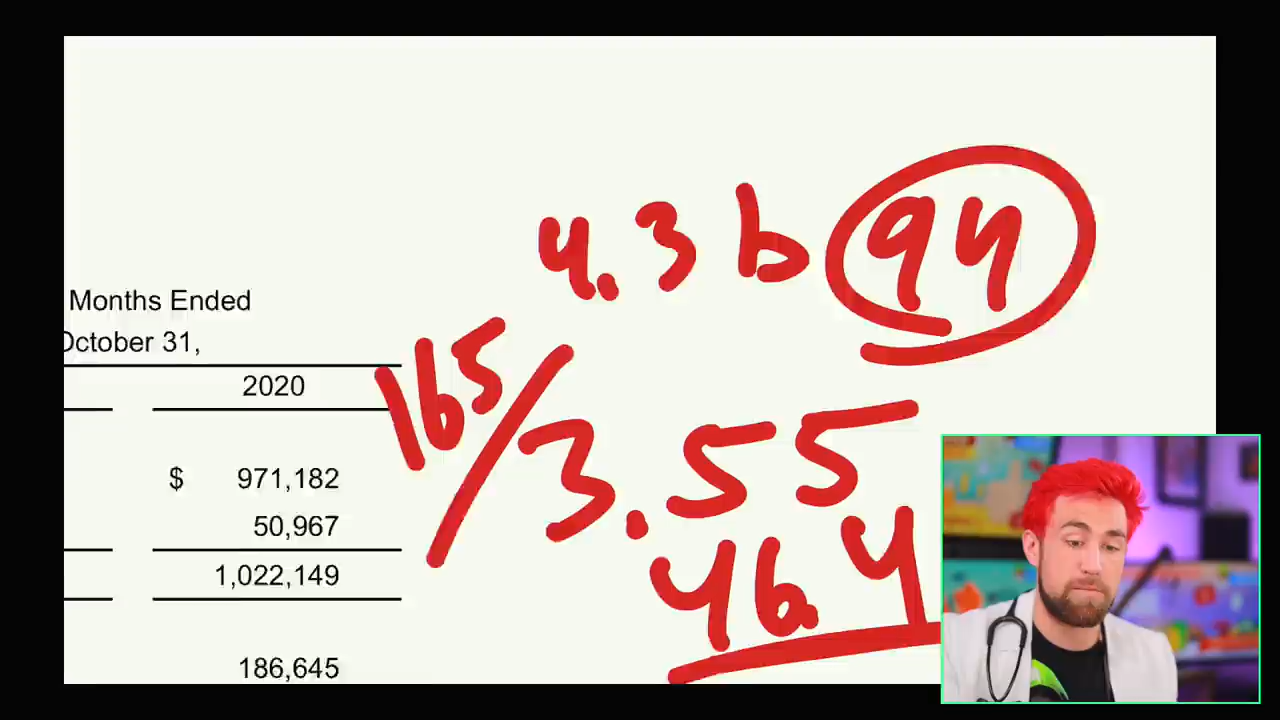 4.3 b 94
Months Ended
October 31,
2020
165/3.55
$ 971,182
50,967
46.4
1,022,149
186,645